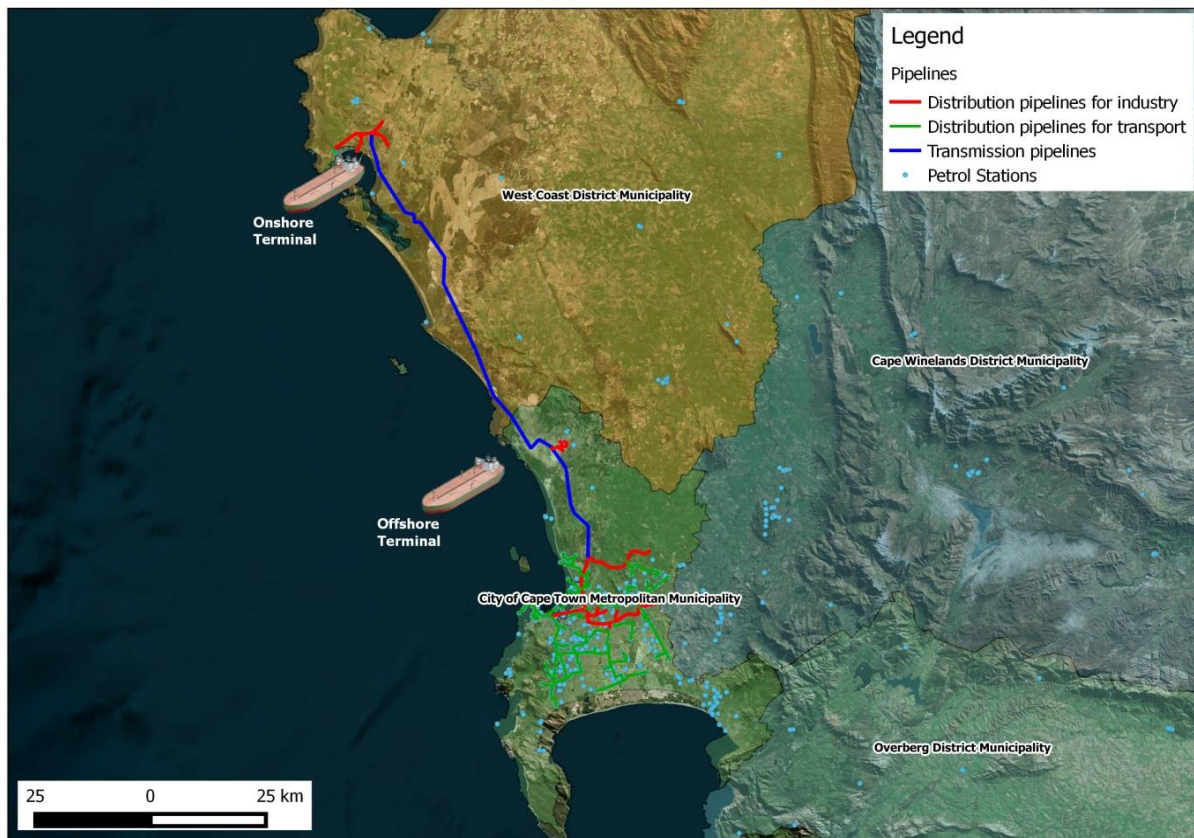 Legend
Pipelines
Distribution pipelines for industry
Distribution pipelines for transport
Transmission pipelines
Petrol Stations
West Coast District Municipality
Onshore
Terminal
Cape Winelands District Municipality
Offshore
Terminal
City of Cape Town Metropolitan Municipality
Overberg District Municipality
25 0 25 km